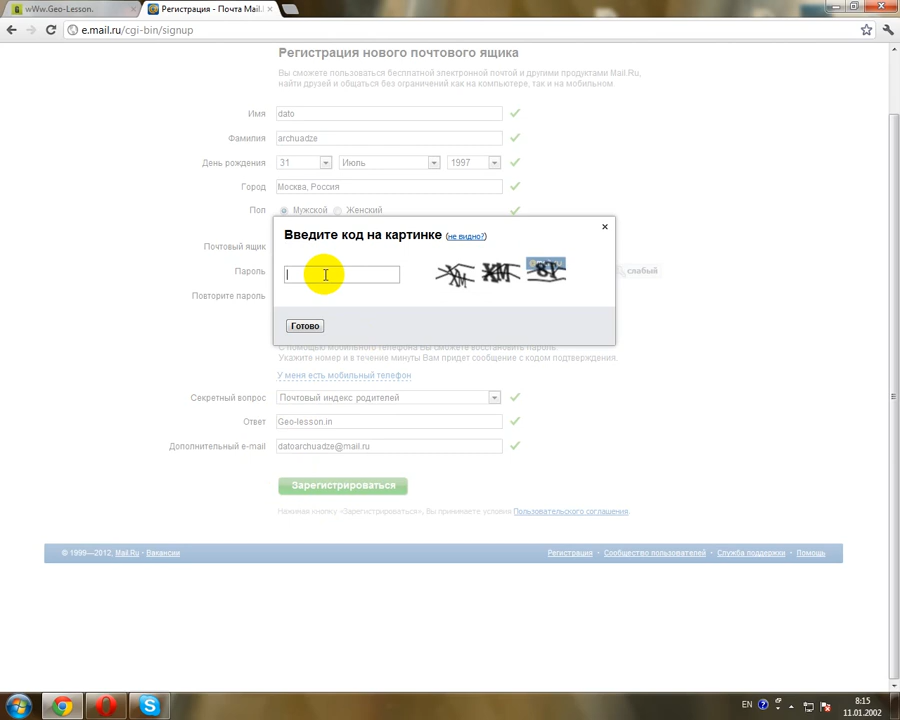 wWw.Geo-Lesson.
Регистрация - Почта Mail.R
e.mail.ru/cgi-bin/signup
Регистрация нового почтового ящика
Вы сможете пользоваться бесплатной электронной почтой и другими продуктами Mail.Ru,
найти друзей и общаться без ограничения как на компьютере, так и на мобильном.
Имя dato
Фамилия archuadze
День рождения 31 Июль 1997
Город Москва, Россия
Пол Мужской Женский
Введите код на картинке (не видно?)
Почтовый ящик
Пароль слабый
Повторите пароль
Готово
С помощью мобильного телефона Вы сможете восстановить пароль.
Укажите номер и в течение минуты Вам придет сообщение с кодом подтверждения.
У меня есть мобильный телефон
Секретный вопрос Почтовый индекс родителей
Ответ Geo-lesson.in
Дополнительный e-mail datoarchuadze@mail.ru
Зарегистрироваться
Нажимая кнопку «Зарегистрироваться», Вы принимаете условия Пользовательского соглашения.
© 1999—2012, Mail.Ru · Вакансии Регистрация · Сообщество пользователей · Служба поддержки · Помощь
EN 8:15
11.01.2002